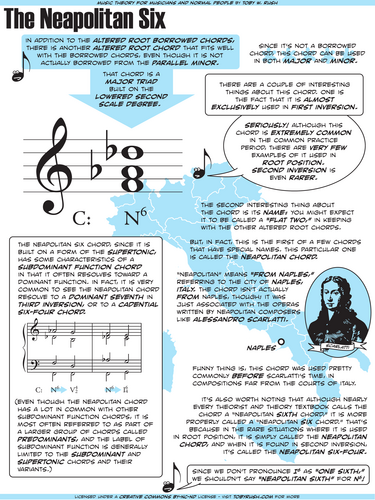 MUSIC THEORY FOR MUSICIANS AND NORMAL PEOPLE BY TOBY W. RUSH
The Neapolitan Six
IN ADDITION TO THE ALTERED ROOT BORROWED CHORDS,
THERE IS ANOTHER ALTERED ROOT CHORD THAT FITS WELL
WITH THE BORROWED CHORDS, EVEN THOUGH IT IS NOT
ACTUALLY BORROWED FROM THE PARALLEL MINOR.
THAT CHORD IS A
MAJOR TRIAD
BUILT ON THE
LOWERED SECOND
SCALE DEGREE.
SINCE IT'S NOT A BORROWED
CHORD, THIS CHORD CAN BE USED
IN BOTH MAJOR AND MINOR.
THERE ARE A COUPLE OF INTERESTING
THINGS ABOUT THIS CHORD. ONE IS
THE FACT THAT IT IS ALMOST
EXCLUSIVELY USED IN FIRST INVERSION.
SERIOUSLY! ALTHOUGH THIS
CHORD IS EXTREMELY COMMON
IN THE COMMON PRACTICE
PERIOD, THERE ARE VERY FEW
EXAMPLES OF IT USED IN
ROOT POSITION.
SECOND INVERSION IS
EVEN RARER.
C: N6
THE SECOND INTERESTING THING ABOUT
THE CHORD IS ITS NAME: YOU MIGHT EXPECT
IT TO BE CALLED A "FLAT TWO," IN KEEPING
WITH THE OTHER ALTERED ROOT CHORDS.
BUT, IN FACT, THIS IS THE FIRST OF A FEW CHORDS
THAT HAVE SPECIAL NAMES. THIS PARTICULAR ONE
IS CALLED THE NEAPOLITAN CHORD.
"NEAPOLITAN" MEANS "FROM NAPLES,"
REFERRING TO THE CITY OF NAPLES,
ITALY. THE CHORD ISN'T ACTUALLY
FROM NAPLES, THOUGH; IT WAS
JUST ASSOCIATED WITH THE OPERAS
WRITTEN BY NEAPOLITAN COMPOSERS
LIKE ALESSANDRO SCARLATTI.
NAPLES
SCARLATTI
FUNNY THING IS, THIS CHORD WAS USED PRETTY
COMMONLY BEFORE SCARLATTI'S TIME, IN
COMPOSITIONS FAR FROM THE COURTS OF ITALY.
IT'S ALSO WORTH NOTING THAT ALTHOUGH NEARLY
EVERY THEORIST AND THEORY TEXTBOOK CALLS THE
CHORD A "NEAPOLITAN SIXTH CHORD" IT IS MORE
PROPERLY CALLED A "NEAPOLITAN SIX CHORD": THAT'S
BECAUSE IN THE RARE SITUATIONS WHERE IT IS USED
IN ROOT POSITION, IT IS SIMPLY CALLED THE NEAPOLITAN
CHORD, AND WHEN IT IS FOUND IN SECOND INVERSION,
IT'S CALLED THE NEAPOLITAN SIX-FOUR.
SINCE WE DON'T PRONOUNCE I6 AS "ONE SIXTH,"
WE SHOULDN'T SAY "NEAPOLITAN SIXTH" FOR N6!
THE NEAPOLITAN SIX CHORD, SINCE IT IS
BUILT ON A FORM OF THE SUPERTONIC,
HAS SOME CHARACTERISTICS OF A
SUBDOMINANT FUNCTION CHORD
IN THAT IT OFTEN RESOLVES TOWARD A
DOMINANT FUNCTION. IN FACT, IT IS VERY
COMMON TO SEE THE NEAPOLITAN CHORD
RESOLVE TO A DOMINANT SEVENTH IN
THIRD INVERSION, OR TO A CADENTIAL
SIX-FOUR CHORD.
(EVEN THOUGH THE NEAPOLITAN CHORD
HAS A LOT IN COMMON WITH OTHER
SUBDOMINANT FUNCTION CHORDS, IT IS
MOST OFTEN REFERRED TO AS PART OF
A LARGER GROUP OF CHORDS CALLED
PREDOMINANTS; AND THE LABEL OF
SUBDOMINANT FUNCTION IS GENERALLY
LIMITED TO THE SUBDOMINANT AND
SUPERTONIC CHORDS AND THEIR
VARIANTS.)
LICENSED UNDER A CREATIVE COMMONS BY-NC-ND LICENSE - VISIT TOBYRUSH.COM FOR MORE